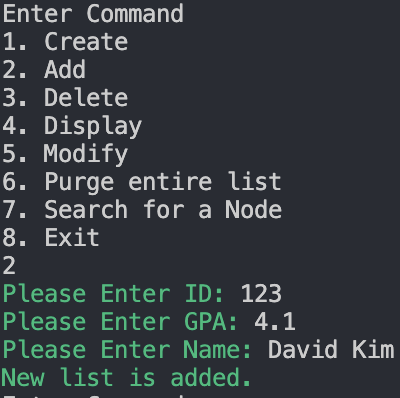 Enter Command
1. Create
2. Add
3. Delete
4. Display
5. Modify
6. Purge entire list
7. Search for a Node
8. Exit
2
Please Enter ID: 123
Please Enter GPA: 4.1
Please Enter Name: David Kim
New list is added.